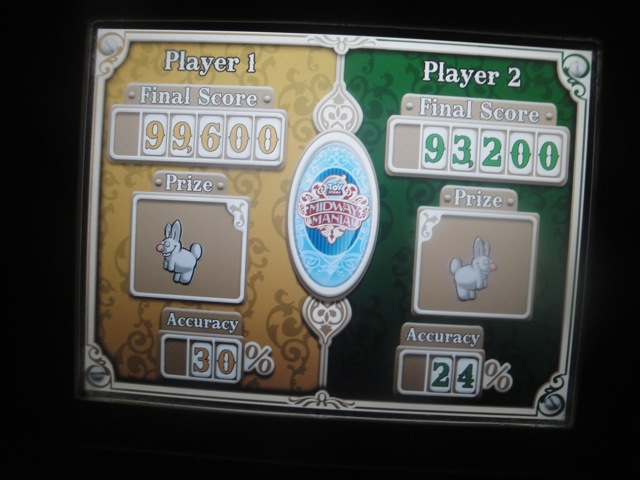 Player 1
Final Score
99,600
Prize
Accuracy
30%
TOY STORY
MIDWAY
MANIA!
Player 2
Final Score
93,200
Prize
Accuracy
24%